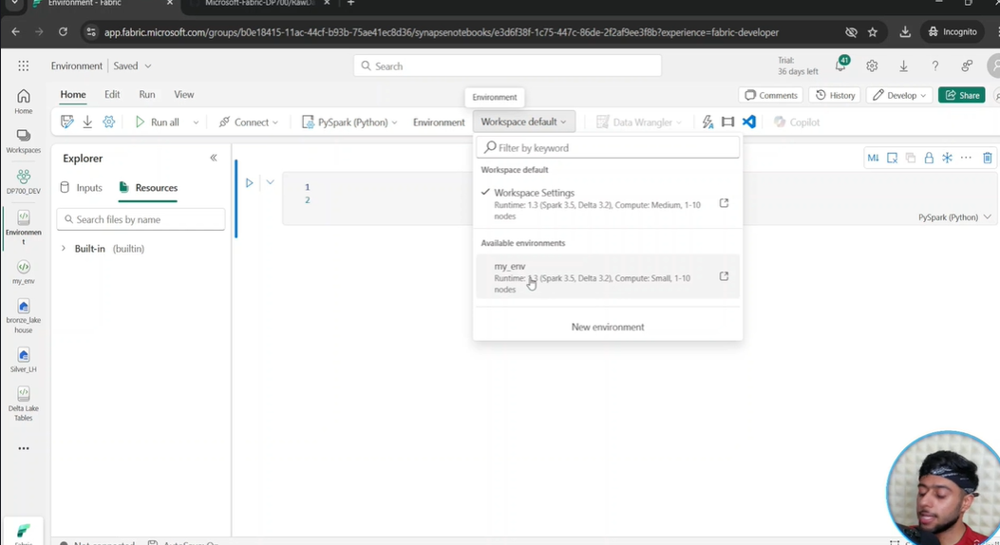 Environment - Fabric
Microsoft-Fabric-DP700/RawDa
app.fabric.microsoft.com/groups/b0e18415-11ac-44cf-b93b-75ae41ec8d36/synapsenotebooks/e3d6f38f-1c75-447c-86de-2f2af9ee3f8b?experience=fabric-developer
Incognito
Environment
Saved
Search
Trial:
36 days left
41
Home Edit Run View
Environment
Comments
History
Develop
Share
Run all
Connect
PySpark (Python)
Environment
Workspace default
Data Wrangler
Copilot
Home
Workspaces
DP700_DEV
Environmen
t
my_env
bronze_lake
house
Silver_LH
Delta Lake
Tables
Fabric
Explorer
Inputs
Resources
Search files by name
Built-in (builtin)
1
2
M↓
PySpark (Python)
Filter by keyword
Workspace default
Workspace Settings
Runtime: 1.3 (Spark 3.5, Delta 3.2), Compute: Medium, 1-10
nodes
Available environments
my_env
Runtime: 1.3 (Spark 3.5, Delta 3.2), Compute: Small, 1-10
nodes
New environment
Not connected
AutoSave: On